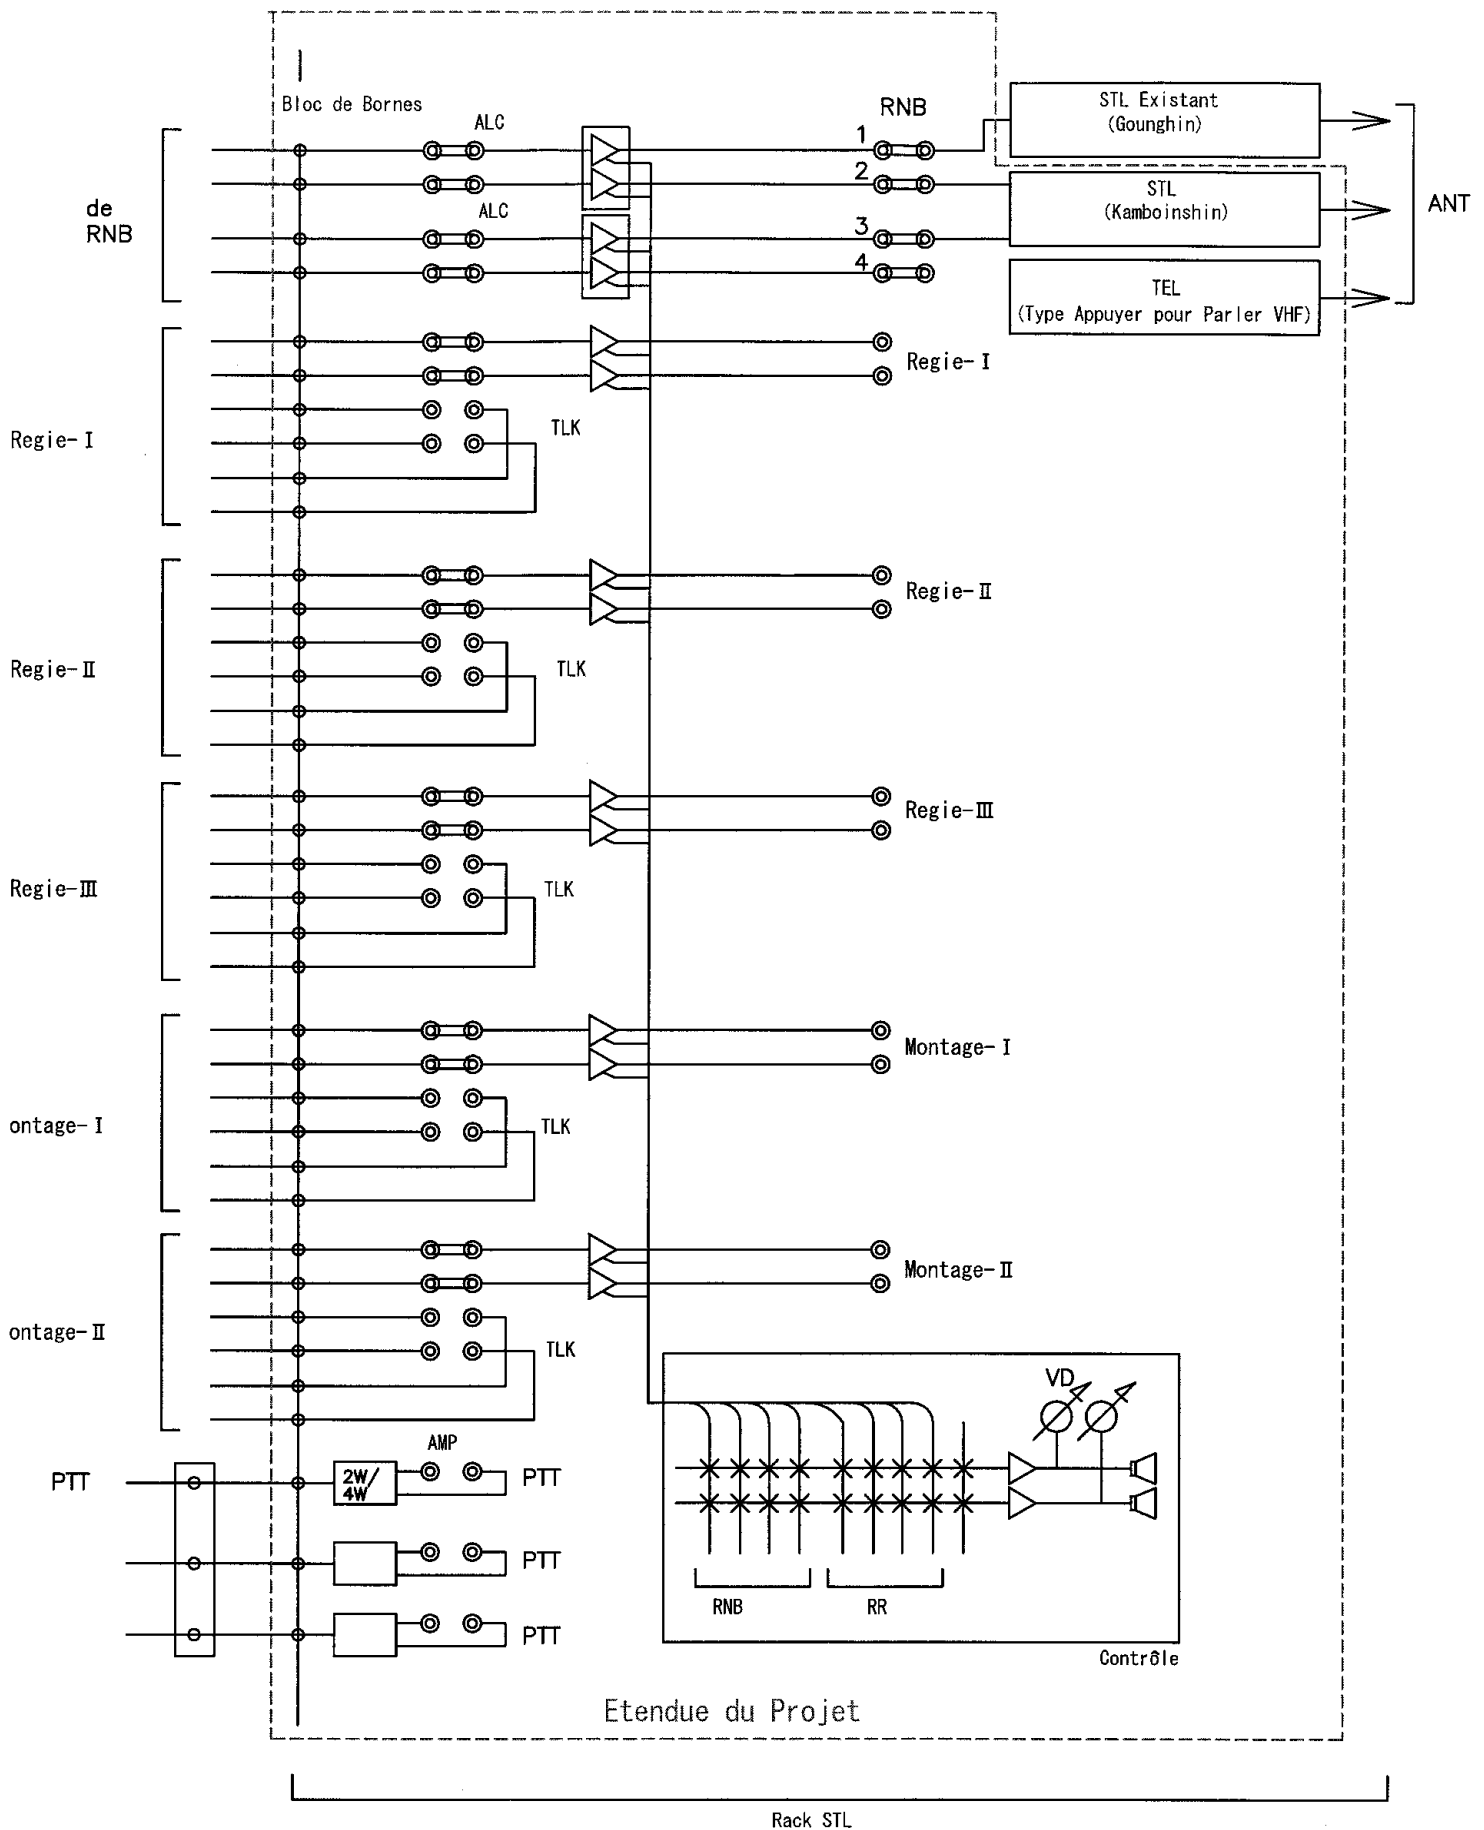 Bloc de Bornes
ALC
RNB
STL Existant
(Gounghin)
1
2
ALC
STL
(Kamboinshin)
ANT
de
RNB
3
4
TEL
(Type Appuyer pour Parler VHF)
Regie-Ⅰ
Regie-Ⅰ
TLK
Regie-Ⅱ
Regie-Ⅱ
TLK
Regie-Ⅲ
Regie-Ⅲ
TLK
Montage-Ⅰ
ontage-Ⅰ
TLK
Montage-Ⅱ
ontage-Ⅱ
TLK
VD
AMP
PTT
2W/
4W
PTT
PTT
PTT
RNB
RR
Contrôle
Etendue du Projet
Rack STL